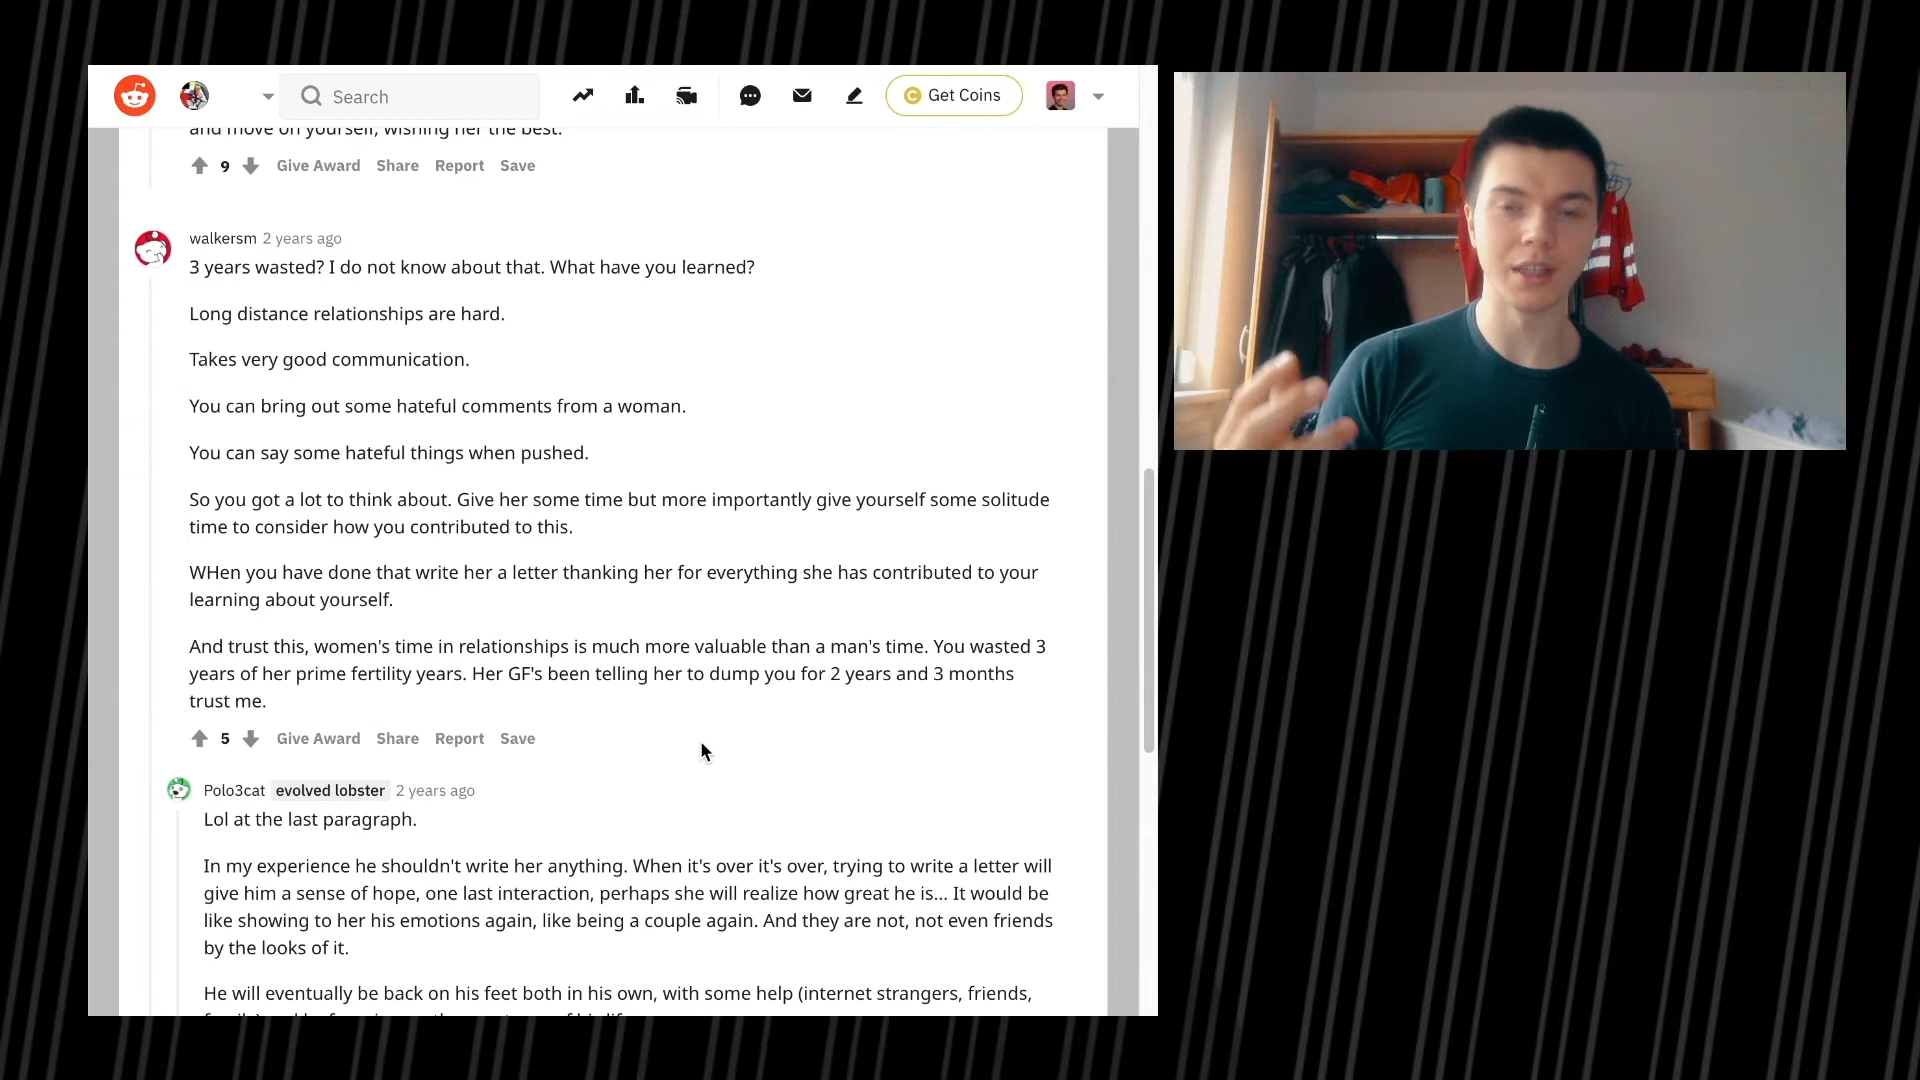 Search
Get Coins
and move on yourself, wishing her the best.
9 Give Award Share Report Save
walkersm 2 years ago
3 years wasted? I do not know about that. What have you learned?
Long distance relationships are hard.
Takes very good communication.
You can bring out some hateful comments from a woman.
You can say some hateful things when pushed.
So you got a lot to think about. Give her some time but more importantly give yourself some solitude
time to consider how you contributed to this.
WHen you have done that write her a letter thanking her for everything she has contributed to your
learning about yourself.
And trust this, women's time in relationships is much more valuable than a man's time. You wasted 3
years of her prime fertility years. Her GF's been telling her to dump you for 2 years and 3 months
trust me.
5 Give Award Share Report Save
Polo3cat evolved lobster 2 years ago
Lol at the last paragraph.
In my experience he shouldn't write her anything. When it's over it's over, trying to write a letter will
give him a sense of hope, one last interaction, perhaps she will realize how great he is... It would be
like showing to her his emotions again, like being a couple again. And they are not, not even friends
by the looks of it.
He will eventually be back on his feet both in his own, with some help (internet strangers, friends,